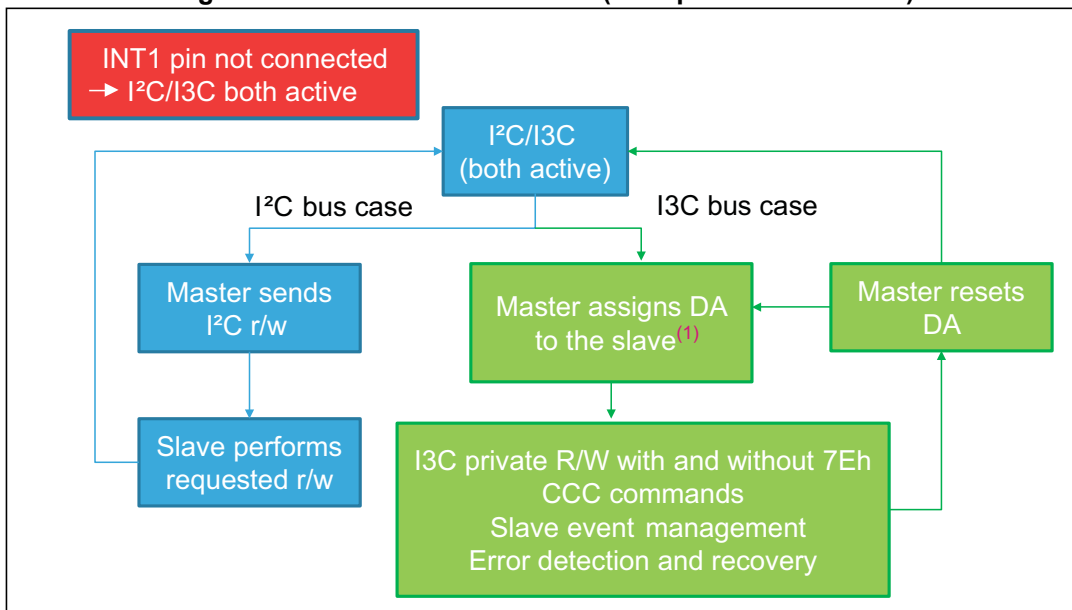 INT1 pin not connected
→ I²C/I3C both active
I²C/I3C
(both active)
I²C bus case
I3C bus case
Master sends
I²C r/w
Master assigns DA
to the slave(1)
Master resets
DA
Slave performs
requested r/w
I3C private R/W with and without 7Eh
CCC commands
Slave event management
Error detection and recovery